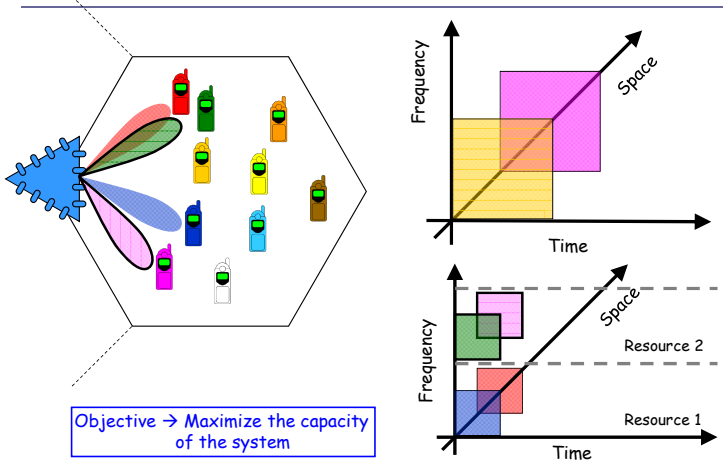 Frequency
Space
Time
Frequency
Space
Resource 2
Resource 1
Time
Objective → Maximize the capacity
of the system